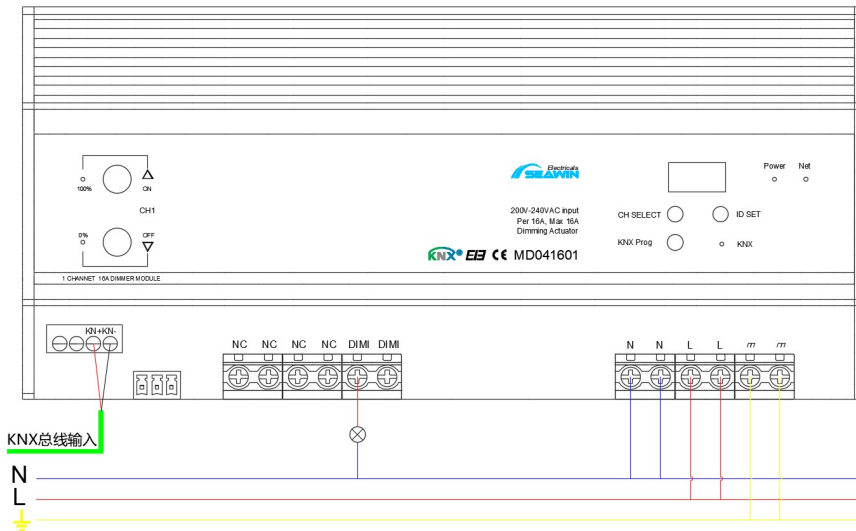 Electricals
SEAWIN
Power Net
100%
ON
CH1
200V-240VAC input
Per 16A, Max 16A
Dimming Actuator
CH SELECT
ID SET
0%
OFF
KNX Prog
KNX
KNX® CE MD041601
1 CHANNET 16A DIMMER MODULE
KN+ KN-
NC NC NC NC DIMI DIMI
N N L L
KNX总线输入
N
L